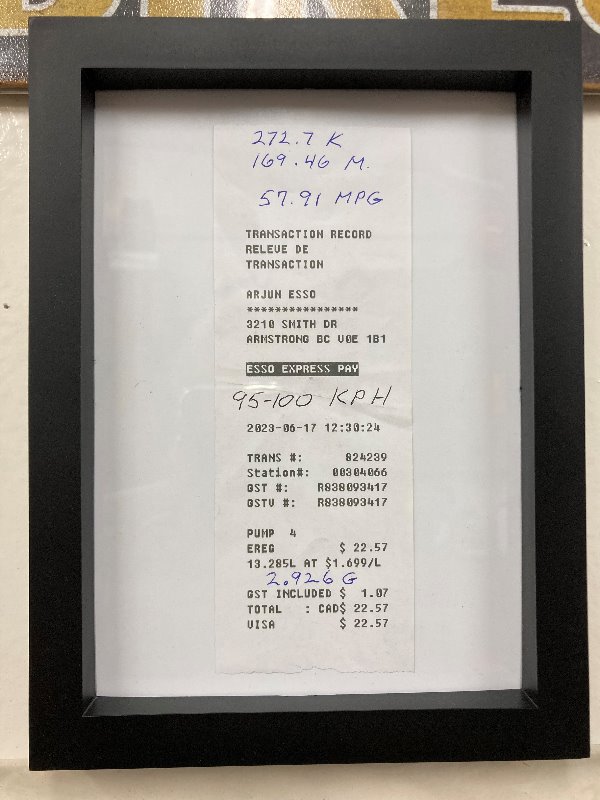 272.7 K
169.46 M.
57.91 MPG
TRANSACTION RECORD
RELEVE DE
TRANSACTION
ARJUN ESSO
***************
3210 SMITH DR
ARMSTRONG BC V0E 1B1
ESSO EXPRESS PAY
95-100 KPH
2023-06-17 12:30:24
TRANS #: 024239
Station#: 00304066
GST #: R838093417
QSTV #: R838093417
PUMP 4
EREG $ 22.57
13.285L AT $1.699/L
2.926 G
GST INCLUDED $ 1.07
TOTAL : CAD$ 22.57
VISA $ 22.57